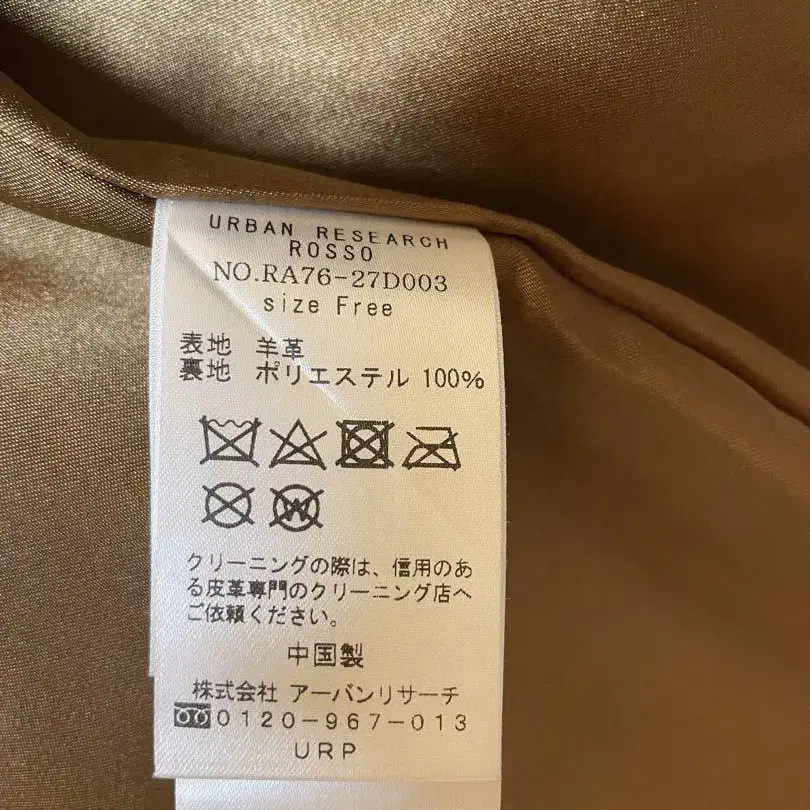 URBAN RESEARCH
ROSSO
NO.RA76-27D003
size Free
表地 羊革
裏地 ポリエステル 100%
クリーニングの際は、信用のあ
る皮革専門のクリーニング店へ
ご依頼ください。
中国製
株式会社 アーバンリサーチ
0120-967-013
URP